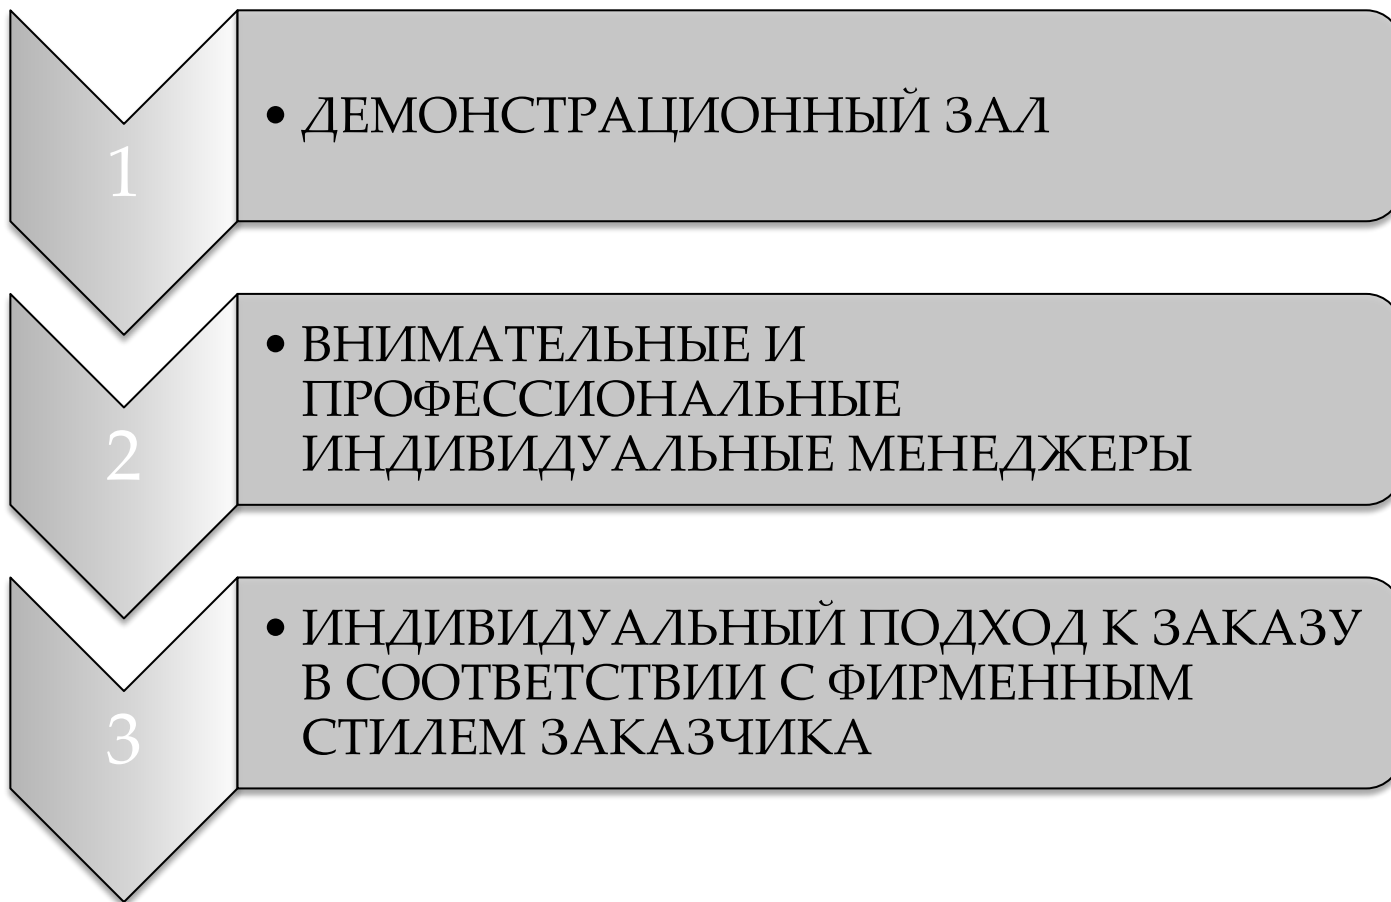 1
• ДЕМОНСТРАЦИОННЫЙ ЗАЛ
2
• ВНИМАТЕЛЬНЫЕ И
ПРОФЕССИОНАЛЬНЫЕ
ИНДИВИДУАЛЬНЫЕ МЕНЕДЖЕРЫ
3
• ИНДИВИДУАЛЬНЫЙ ПОДХОД К ЗАКАЗУ
В СООТВЕТСТВИИ С ФИРМЕННЫМ
СТИЛЕМ ЗАКАЗЧИКА